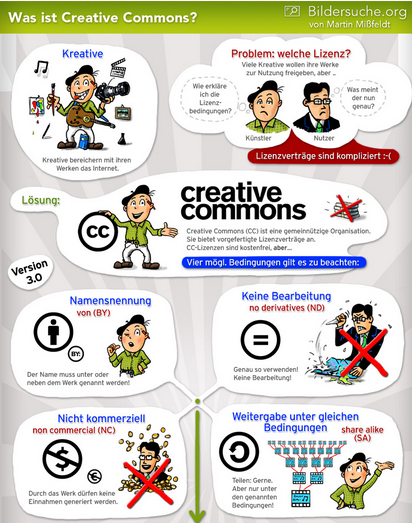 Was ist Creative Commons?
Bildersuche.org
von Martin Mißfeldt
Kreative
Kreative bereichern mit ihren
Werken das Internet.
Problem: welche Lizenz?
Viele Kreative wollen ihre Werke
zur Nutzung freigeben, aber ..
Wie erkläre
ich die
Lizenz-
bedingungen?
Was meint
der nun
genau?
Künstler
Nutzer
Lizenzverträge sind kompliziert :-(
Lösung:
cc
creative
commons
Creative Commons (CC) ist eine gemeinnützige Organisation.
Sie bietet vorgefertigte Lizenzverträge an.
CC-Lizenzen sind kostenfrei, aber...
Vier mögl. Bedingungen gilt es zu beachten:
Version
3.0
Namensnennung
von (BY)
BY:
Der Name muss unter oder
neben dem Werk genannt werden!
Keine Bearbeitung
no derivatives (ND)
=
Genau so verwenden!
Keine Bearbeitung!
Nicht kommerziell
non commercial (NC)
$
€
Durch das Werk dürfen keine
Einnahmen generiert werden.
Weitergabe unter gleichen
Bedingungen
share alike
(SA)
Teilen: Gerne.
Aber nur unter
den genannten
Bedingungen!